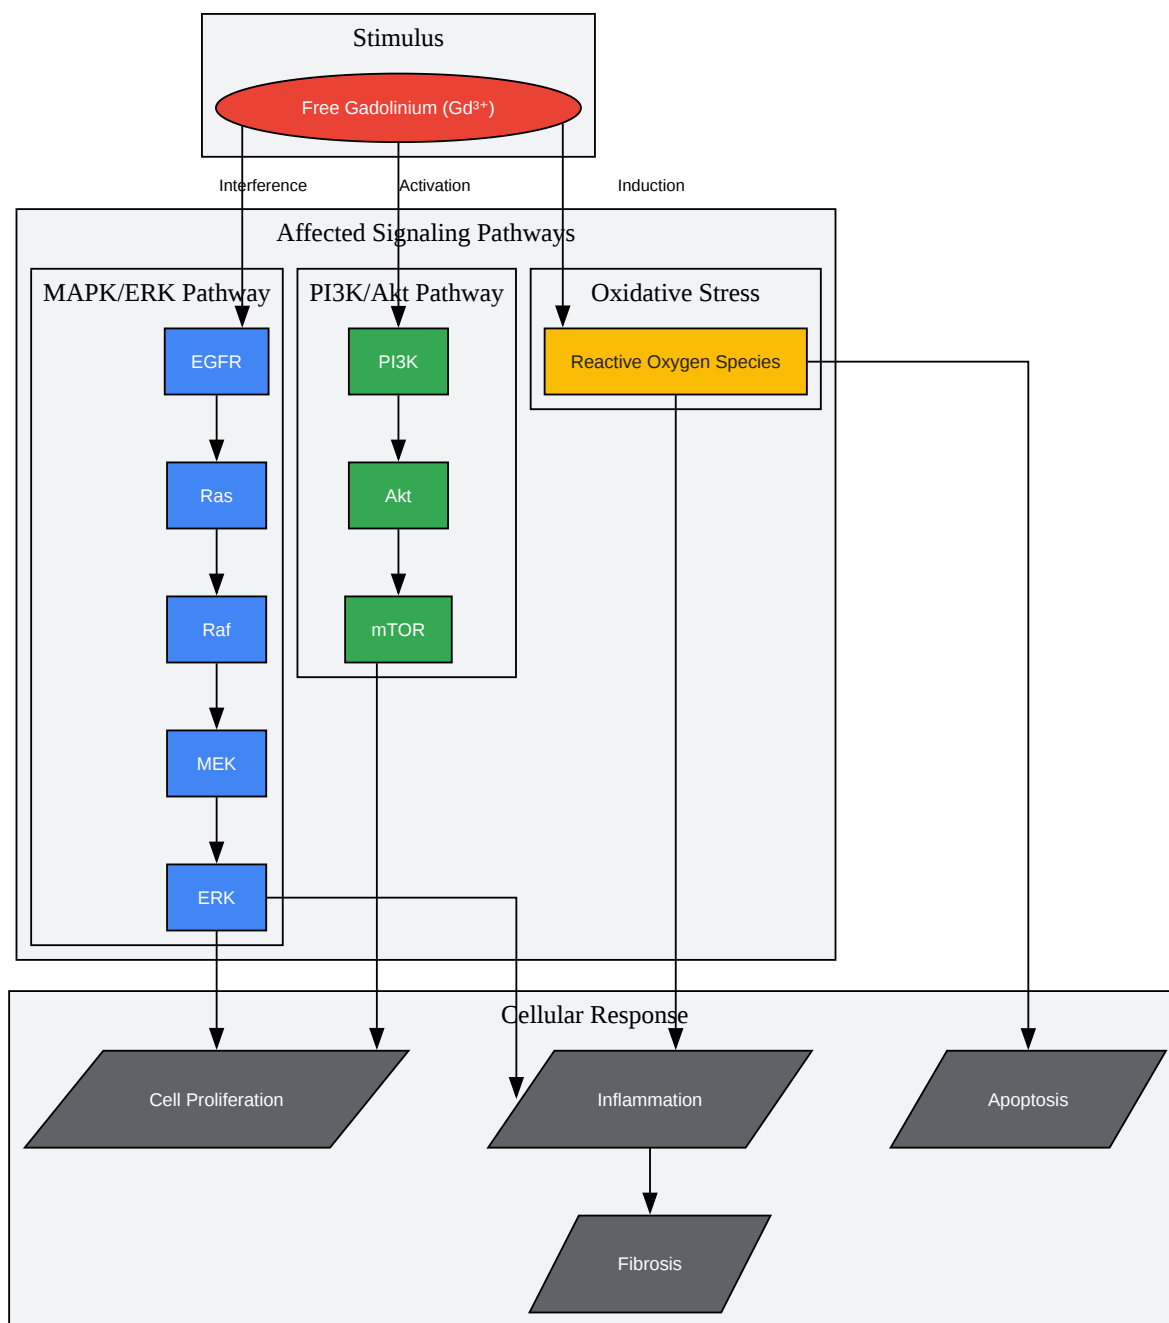 Stimulus
Free Gadolinium (Gd³⁺)
Interference
Activation
Induction
Affected Signaling Pathways
MAPK/ERK Pathway
PI3K/Akt Pathway
Oxidative Stress
EGFR
PI3K
Reactive Oxygen Species
Ras
Akt
Raf
mTOR
MEK
ERK
Cellular Response
Cell Proliferation
Inflammation
Apoptosis
Fibrosis